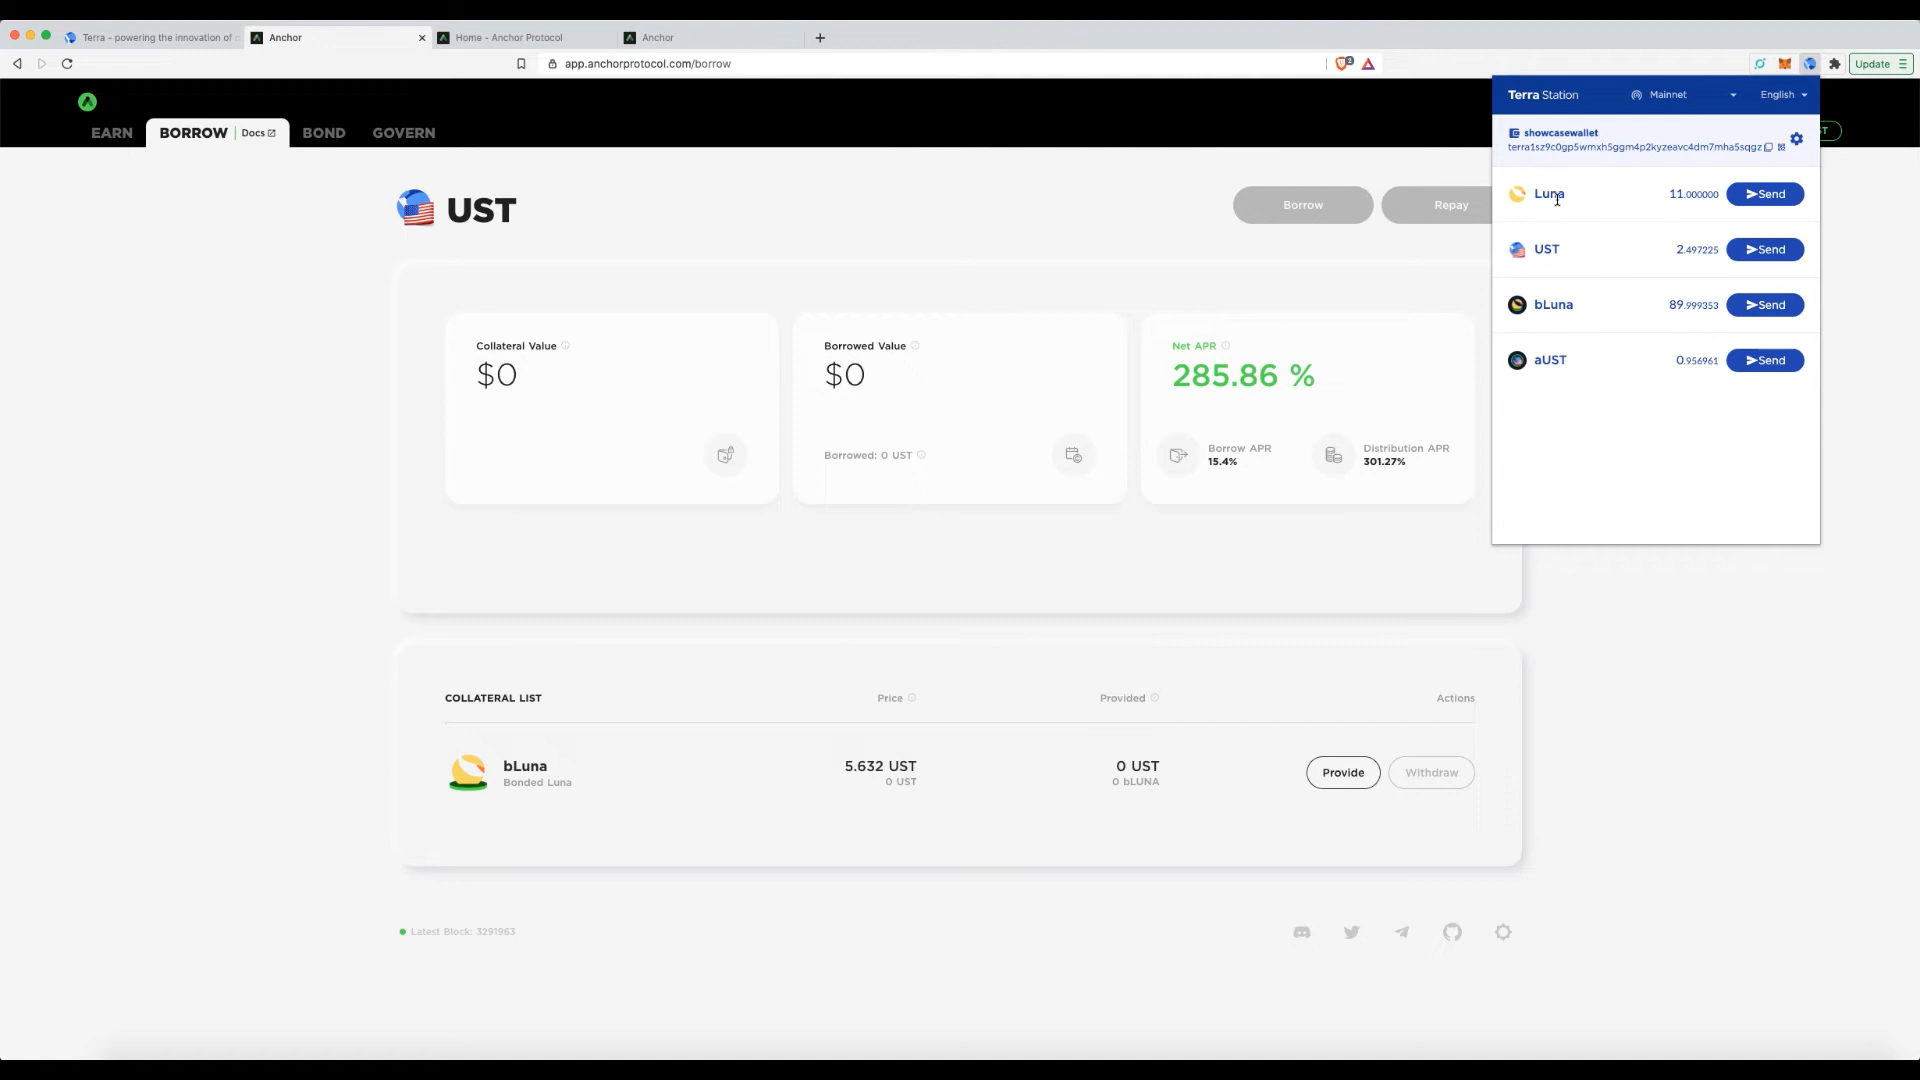 Terra - powering the innovation of
Anchor
Home - Anchor Protocol
Anchor
app.anchorprotocol.com/borrow
Update
EARN
BORROW
Docs
BOND
GOVERN
UST
Borrow
Repay
Collateral Value
$0
Borrowed Value
$0
Borrowed: 0 UST
Net APR
285.86 %
Borrow APR
15.4%
Distribution APR
301.27%
Terra Station
Mainnet
English
showcasewallet
terra1sz9c0gp5wmxh5ggm4p2kyzeavc4dm7mha5sqgz
Luna
11.000000
Send
UST
2.497225
Send
bLuna
89.999353
Send
aUST
0.956961
Send
COLLATERAL LIST
Price
Provided
Actions
bLuna
Bonded Luna
5.632 UST
0 UST
0 UST
0 bLUNA
Provide
Withdraw
Latest Block: 3291963